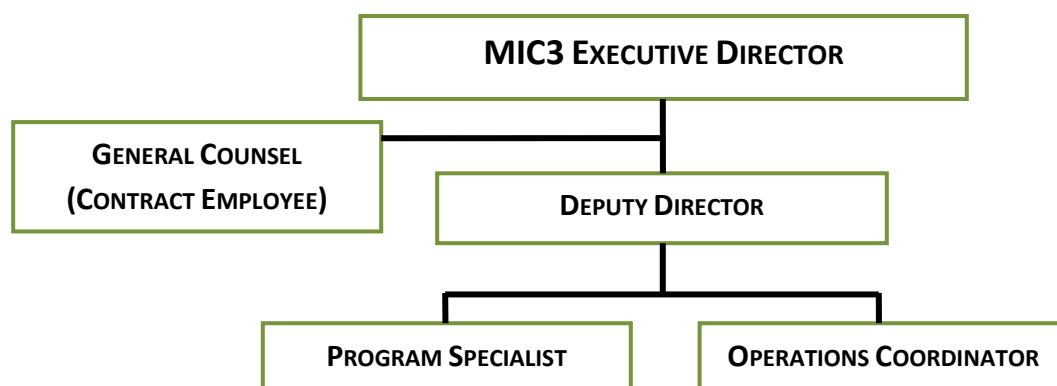 MIC3 EXECUTIVE DIRECTOR
GENERAL COUNSEL
(CONTRACT EMPLOYEE)
DEPUTY DIRECTOR
PROGRAM SPECIALIST
OPERATIONS COORDINATOR